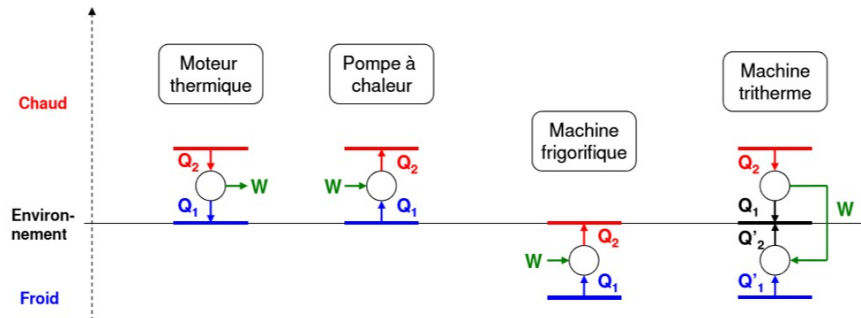 Moteur
thermique
Pompe à
chaleur
Machine
frigorifique
Machine
tritherme
Chaud
Environ-
nement
Froid
Q₂
W
Q₁
Q₂
W
Q₁
Q₂
W
Q₁
Q₂
Q₁
W
Q'₂
Q'₁